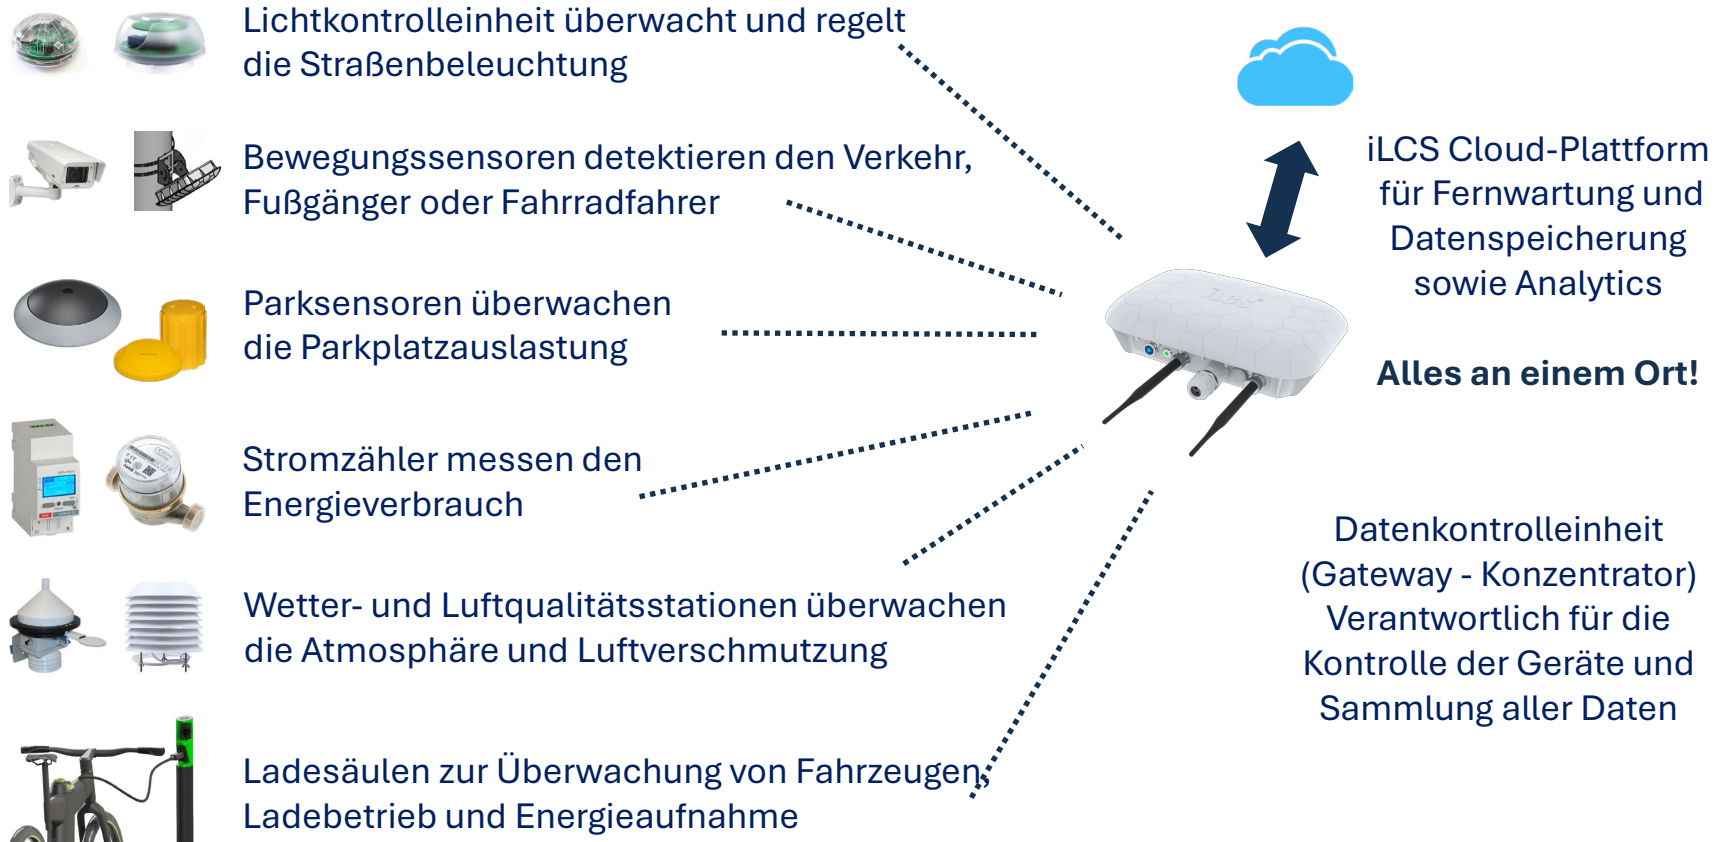 Lichtkontrolleinheit überwacht und regelt
die Straßenbeleuchtung
Bewegungssensoren detektieren den Verkehr,
Fußgänger oder Fahrradfahrer
Parksensoren überwachen
die Parkplatzauslastung
Stromzähler messen den
Energieverbrauch
Wetter- und Luftqualitätsstationen überwachen
die Atmosphäre und Luftverschmutzung
Ladesäulen zur Überwachung von Fahrzeugen,
Ladebetrieb und Energieaufnahme
iLCS Cloud-Plattform
für Fernwartung und
Datenspeicherung
sowie Analytics
Alles an einem Ort!
ilcs
Datenkontrolleinheit
(Gateway - Konzentrator)
Verantwortlich für die
Kontrolle der Geräte und
Sammlung aller Daten